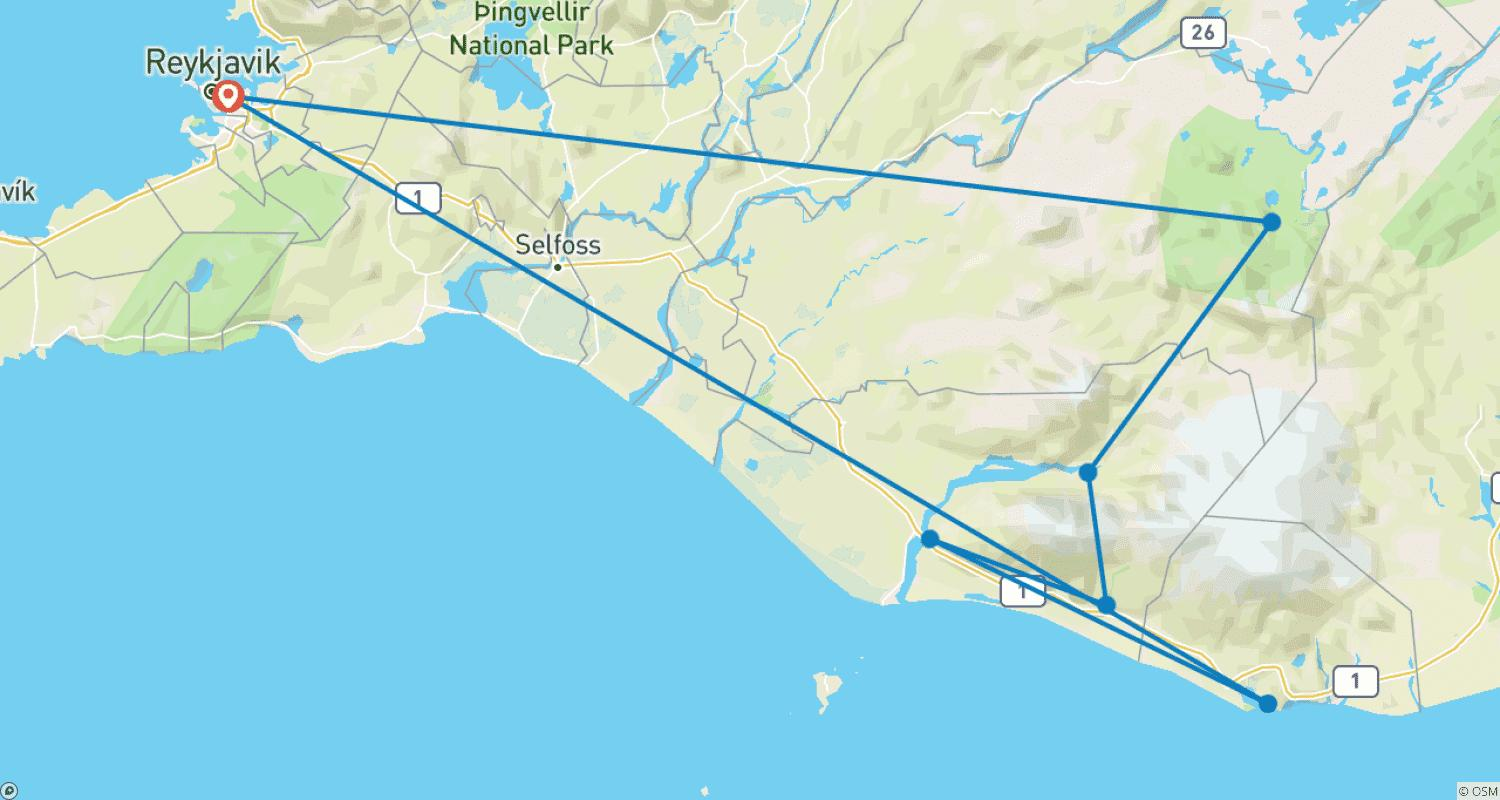 Þingvellir
National Park
26
Reykjavik
vík
1
Selfoss
1
1
© OSM